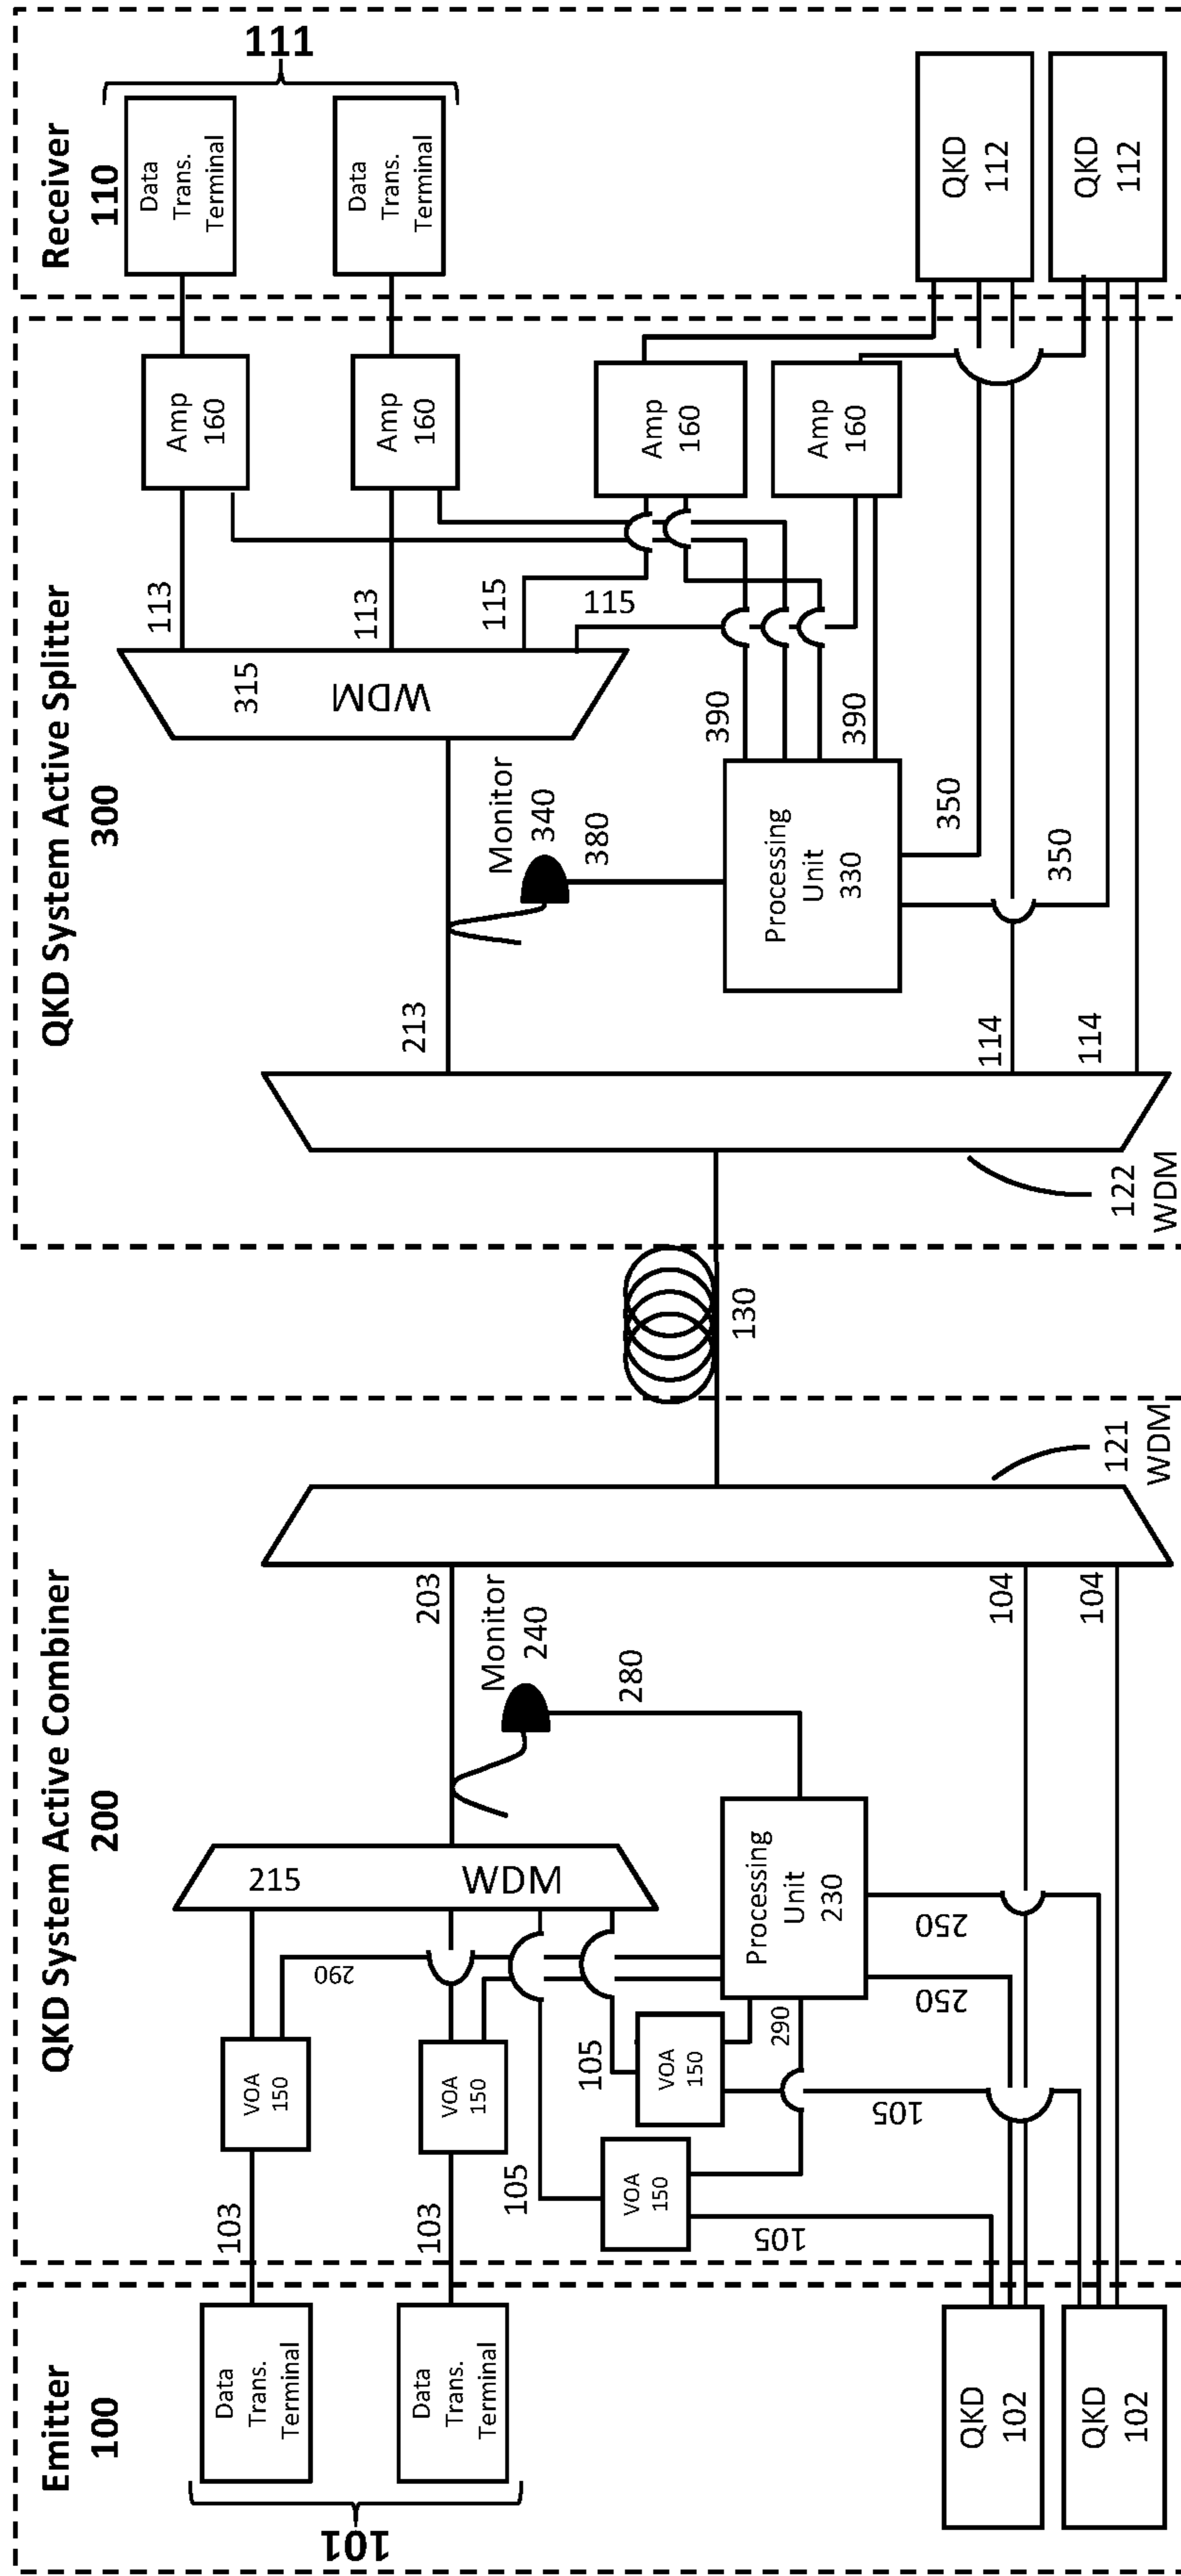 Emitter
100
101
Data
Trans.
Terminal
Data
Trans.
Terminal
QKD
102
QKD
102
QKD System Active Combiner
200
103
103
VOA
150
VOA
150
290
105
105
VOA
150
105
VOA
150
105
290
215
WDM
203
Monitor
240
280
Processing
Unit
230
250
250
104
104
121
WDM
130
QKD System Active Splitter
300
122
WDM
213
Monitor
340
380
Processing
Unit
330
315
WDM
113
113
115
115
390
390
350
350
114
114
Amp
160
Amp
160
Amp
160
Amp
160
Receiver
110
111
Data
Trans.
Terminal
Data
Trans.
Terminal
QKD
112
QKD
112